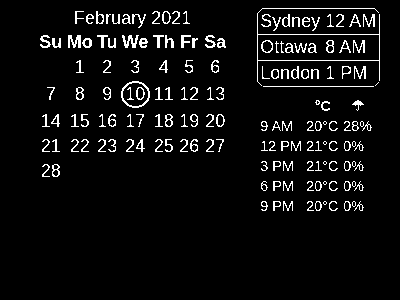 February 2021
Su Mo Tu We Th Fr Sa
1 2 3 4 5 6
7 8 9 10 11 12 13
14 15 16 17 18 19 20
21 22 23 24 25 26 27
28
Sydney 12 AM
Ottawa 8 AM
London 1 PM
°C ☂
9 AM 20°C 28%
12 PM 21°C 0%
3 PM 21°C 0%
6 PM 20°C 0%
9 PM 20°C 0%